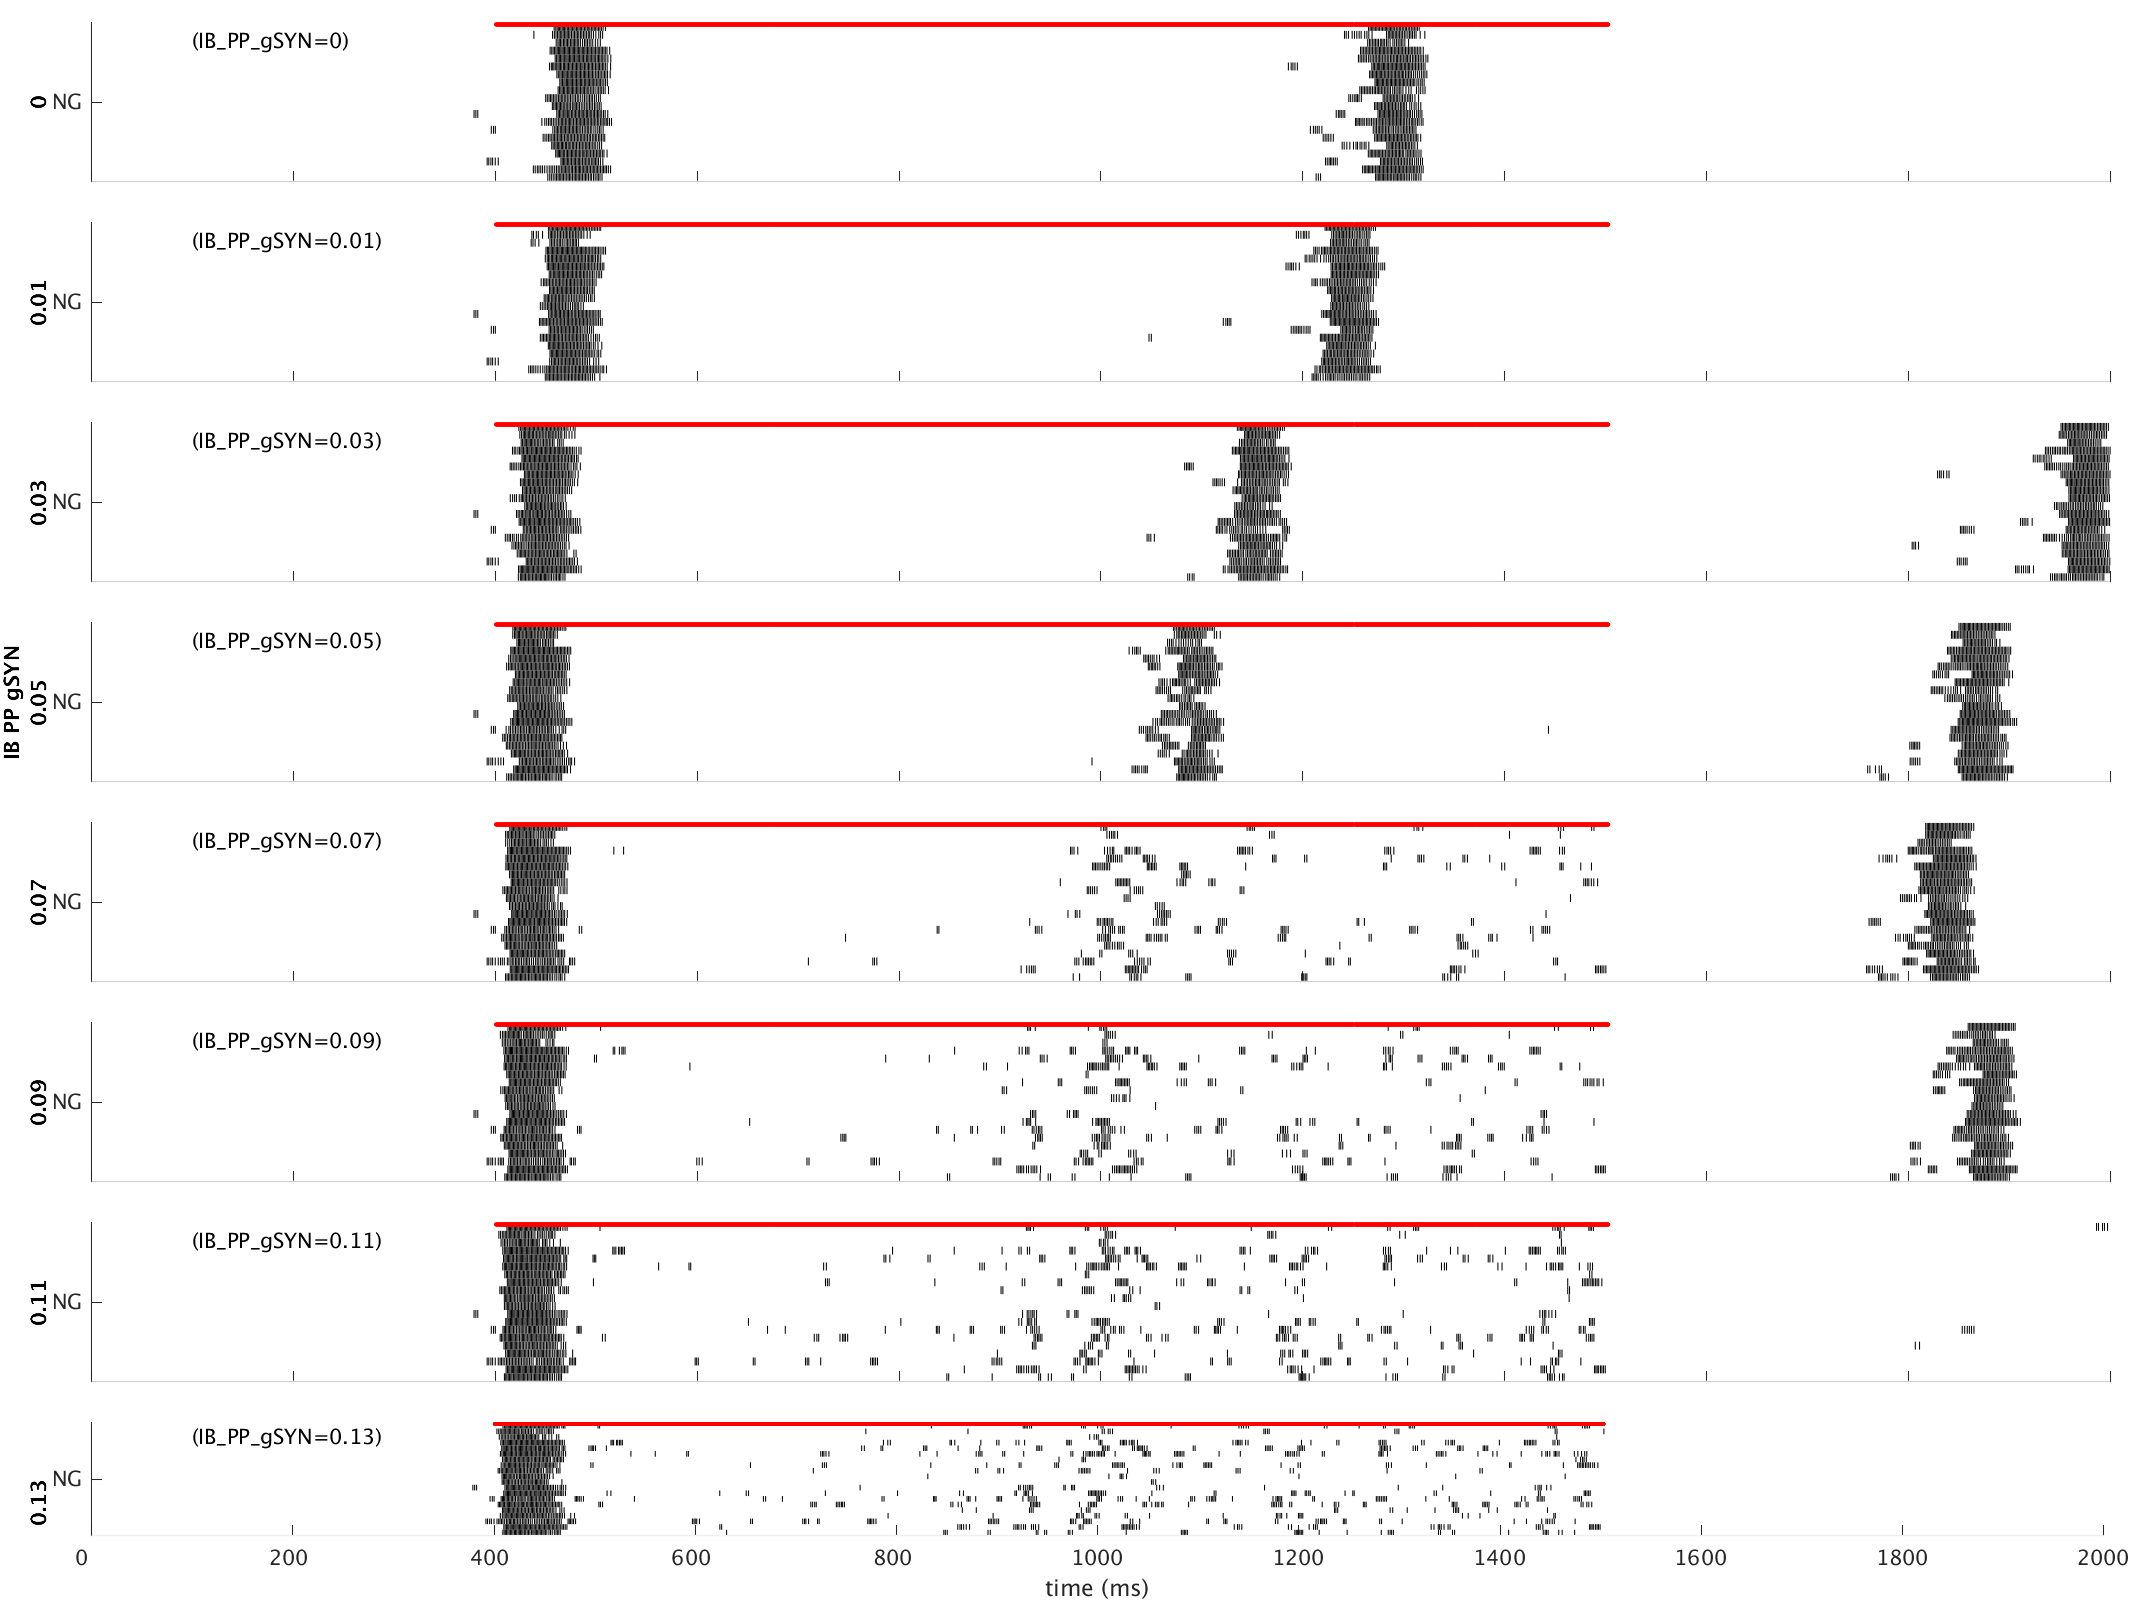 (IB_PP_gSYN=0)
0 NG
(IB_PP_gSYN=0.01)
0.01 NG
(IB_PP_gSYN=0.03)
0.03 NG
(IB_PP_gSYN=0.05)
IB PP gSYN
0.05 NG
(IB_PP_gSYN=0.07)
0.07 NG
(IB_PP_gSYN=0.09)
0.09 NG
(IB_PP_gSYN=0.11)
0.11 NG
(IB_PP_gSYN=0.13)
0.13 NG
0 200 400 600 800 1000 1200 1400 1600 1800 2000
time (ms)